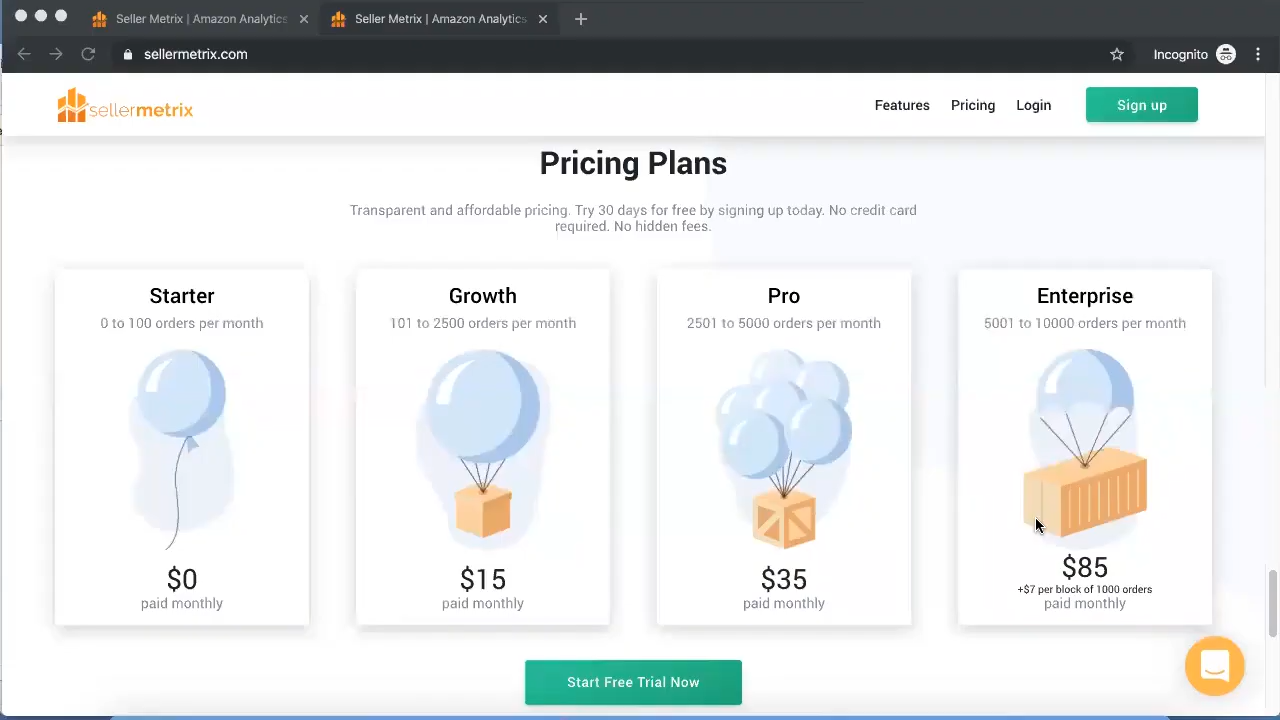 Seller Metrix | Amazon Analytics
Seller Metrix | Amazon Analytics
sellermetrix.com
Incognito
sellermetrix
Features
Pricing
Login
Sign up
Pricing Plans
Transparent and affordable pricing. Try 30 days for free by signing up today. No credit card
required. No hidden fees.
Starter
0 to 100 orders per month
$0
paid monthly
Growth
101 to 2500 orders per month
$15
paid monthly
Pro
2501 to 5000 orders per month
$35
paid monthly
Enterprise
5001 to 10000 orders per month
$85
+$7 per block of 1000 orders
paid monthly
Start Free Trial Now